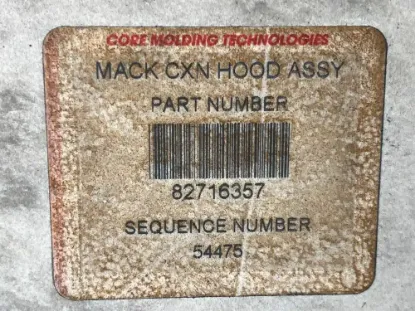 CORE MOLDING TECHNOLOGIES
MACK CXN HOOD ASSY
PART NUMBER
82716357
SEQUENCE NUMBER
54475